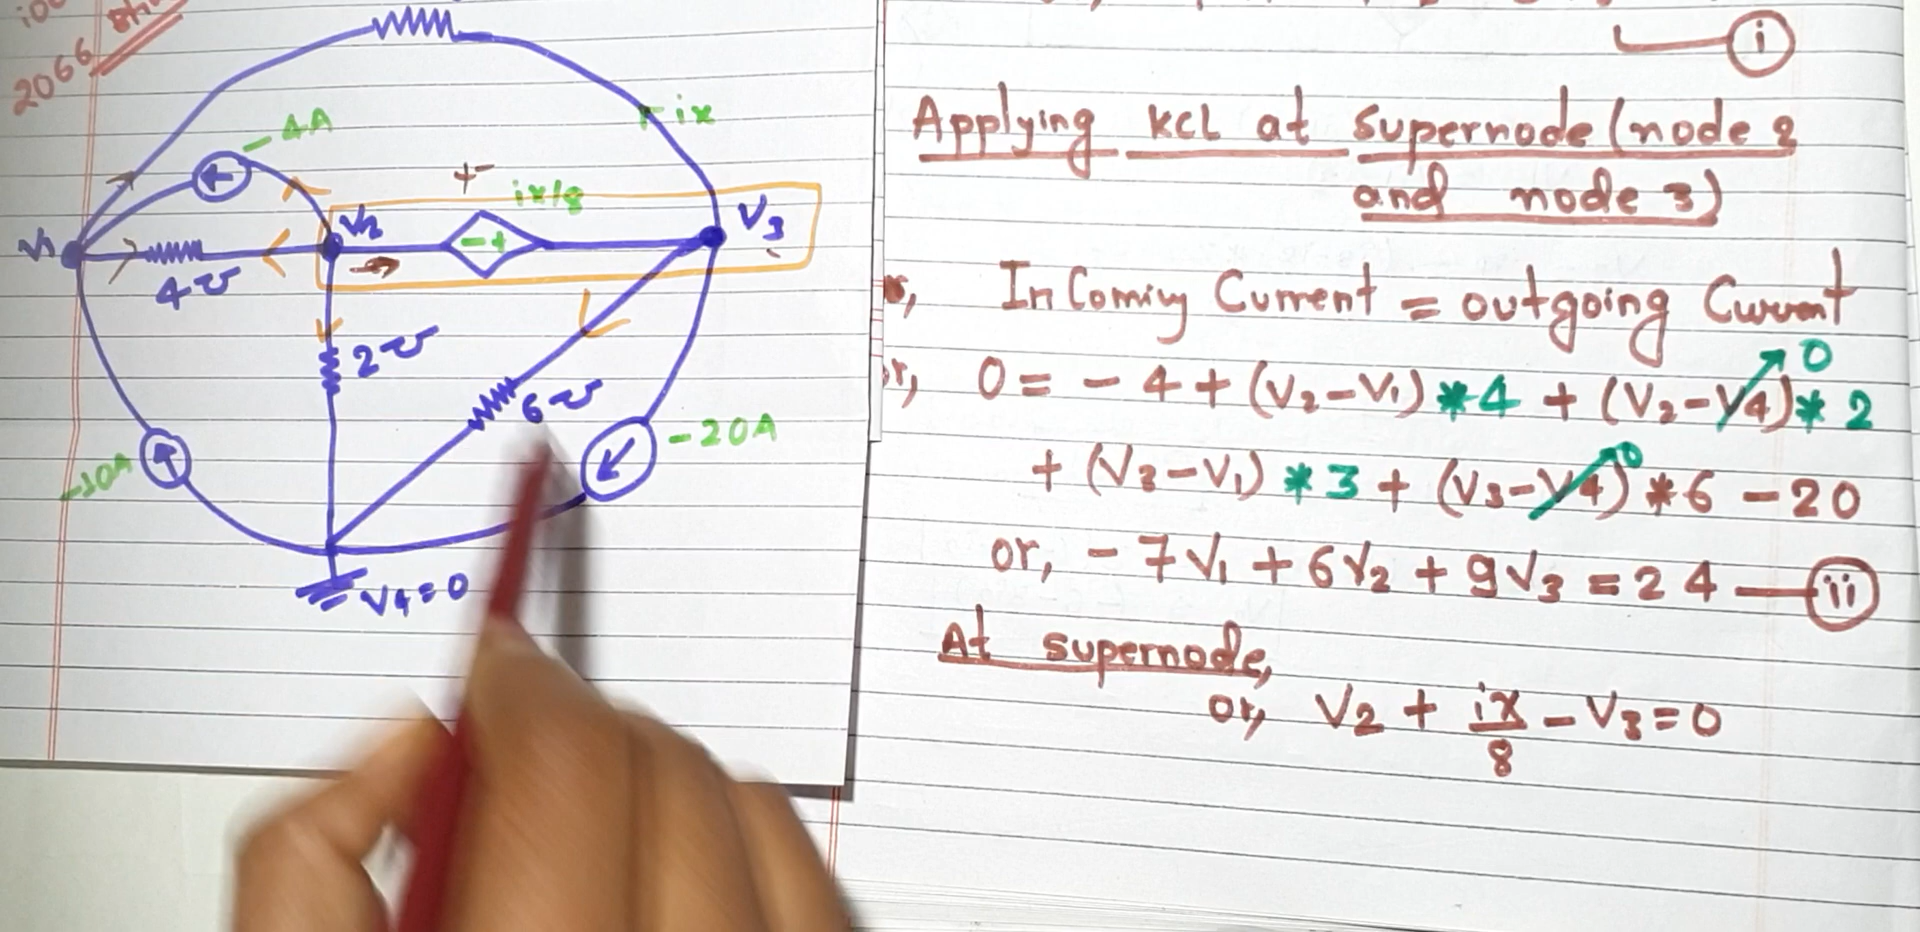 2066
-4A
ix
+-
ix/8
V1
V2
-+
V3
4℧
2℧
6℧
-10A
-20A
V4=0
i
Applying KCL at supernode (node 2
and node 3)
InComing Current = outgoing Current
or, 0 = - 4 + (V2-V1) *4 + (V2-V4)* 2
0
+ (V3-V1) *3 + (V3-V4) *6 - 20
0
or, - 7V1 + 6V2 + 9V3 = 24 — ii
At supernode,
or, V2 + ix/8 - V3 = 0